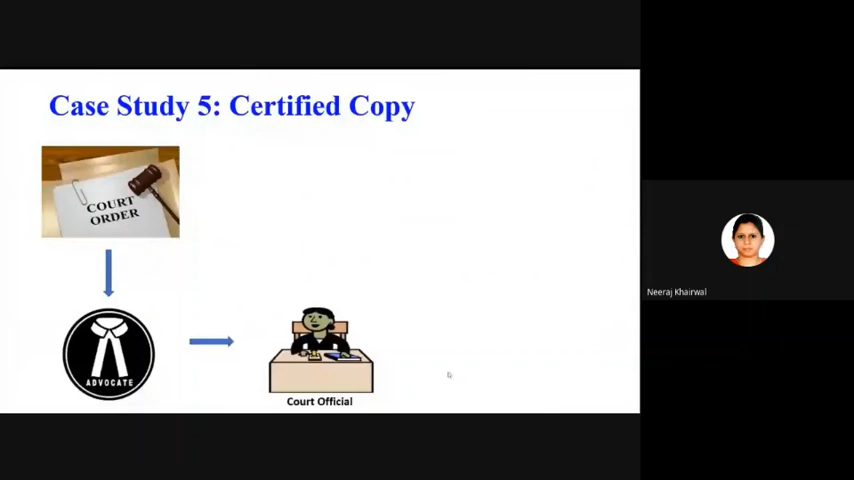 Case Study 5: Certified Copy
COURT
ORDER
ADVOCATE
Court Official
Neeraj Khairwal